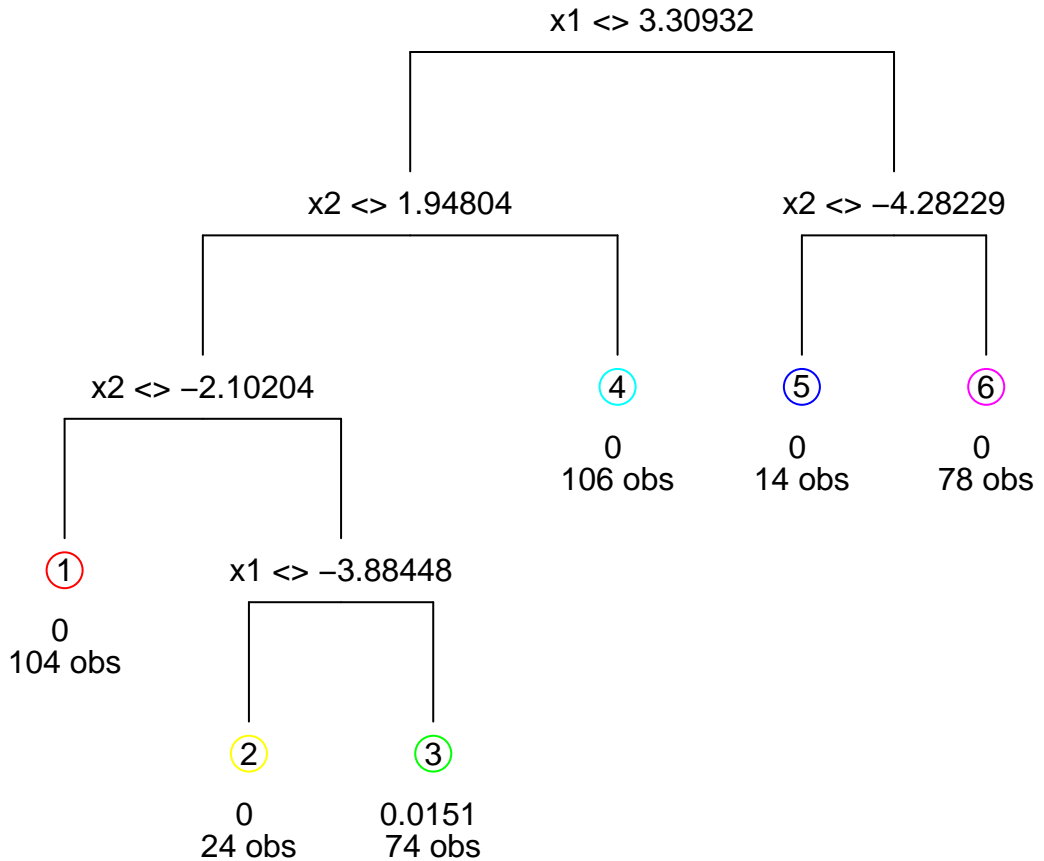 x1 <> 3.30932
x2 <> 1.94804
x2 <> −4.28229
x2 <> −2.10204
4
5
6
0
106 obs
0
14 obs
0
78 obs
1
x1 <> −3.88448
0
104 obs
2
3
0
24 obs
0.0151
74 obs